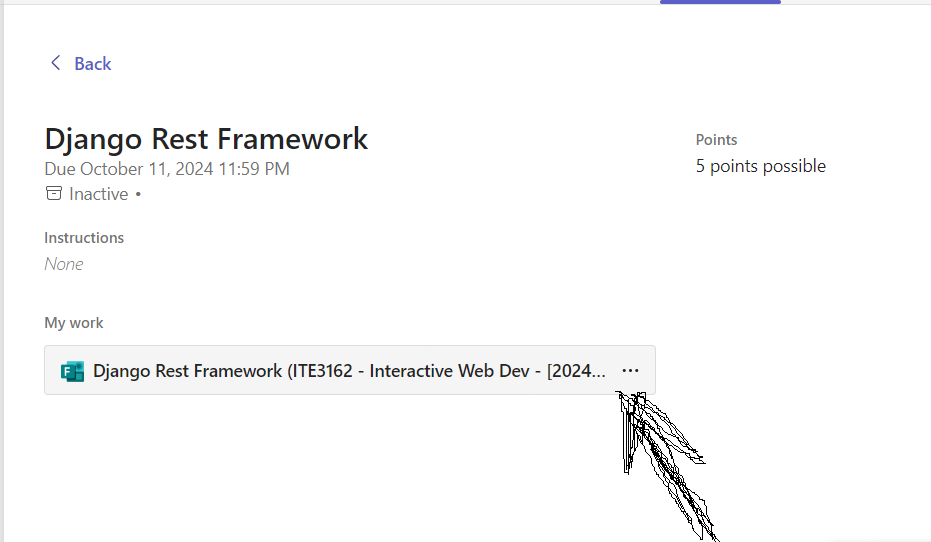 Back
Django Rest Framework
Due October 11, 2024 11:59 PM
Points
5 points possible
Inactive •
Instructions
None
My work
F Django Rest Framework (ITE3162 - Interactive Web Dev - [2024... ...